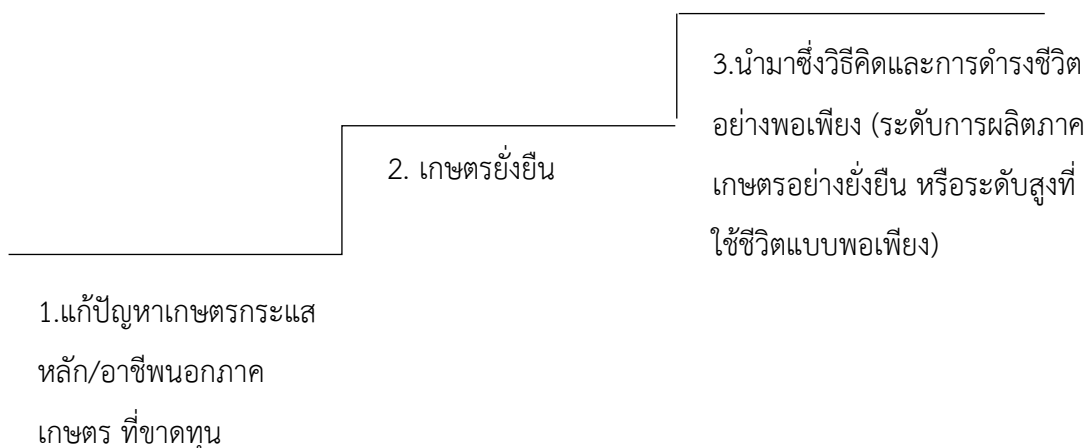 3.นำมาซึ่งวิธีคิดและการดำรงชีวิต
อย่างพอเพียง (ระดับการผลิตภาค
เกษตรอย่างยั่งยืน หรือระดับสูงที่
ใช้ชีวิตแบบพอเพียง)
2. เกษตรยั่งยืน
1.แก้ปัญหาเกษตรกระแส
หลัก/อาชีพนอกภาค
เกษตร ที่ขาดทุน